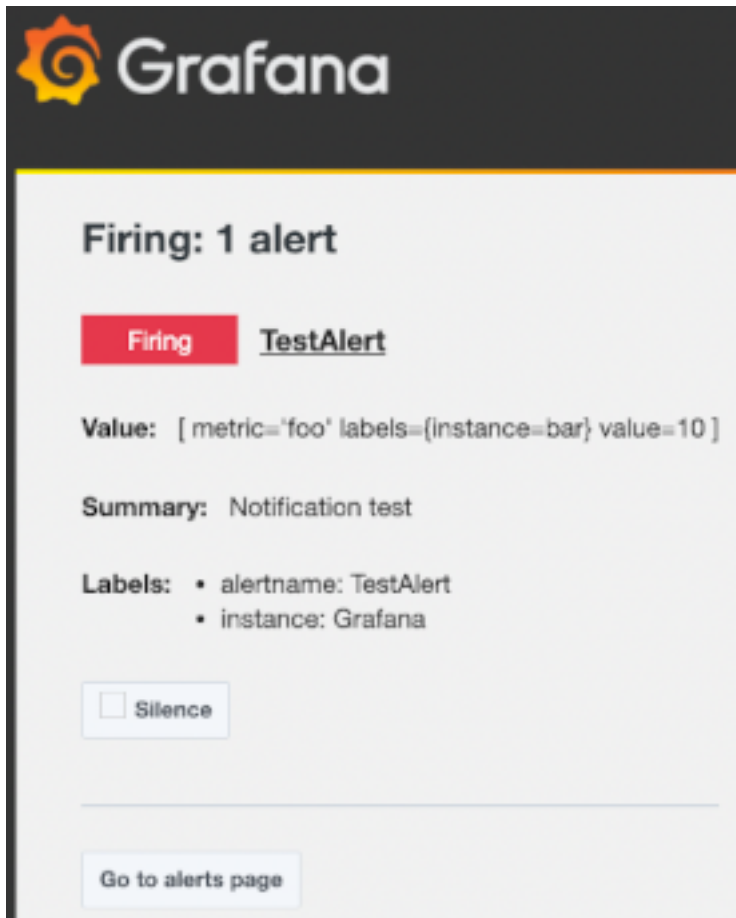 Grafana
Firing: 1 alert
Firing TestAlert
Value: [ metric='foo' labels={instance=bar} value=10 ]
Summary: Notification test
Labels: • alertname: TestAlert
• instance: Grafana
Silence
Go to alerts page